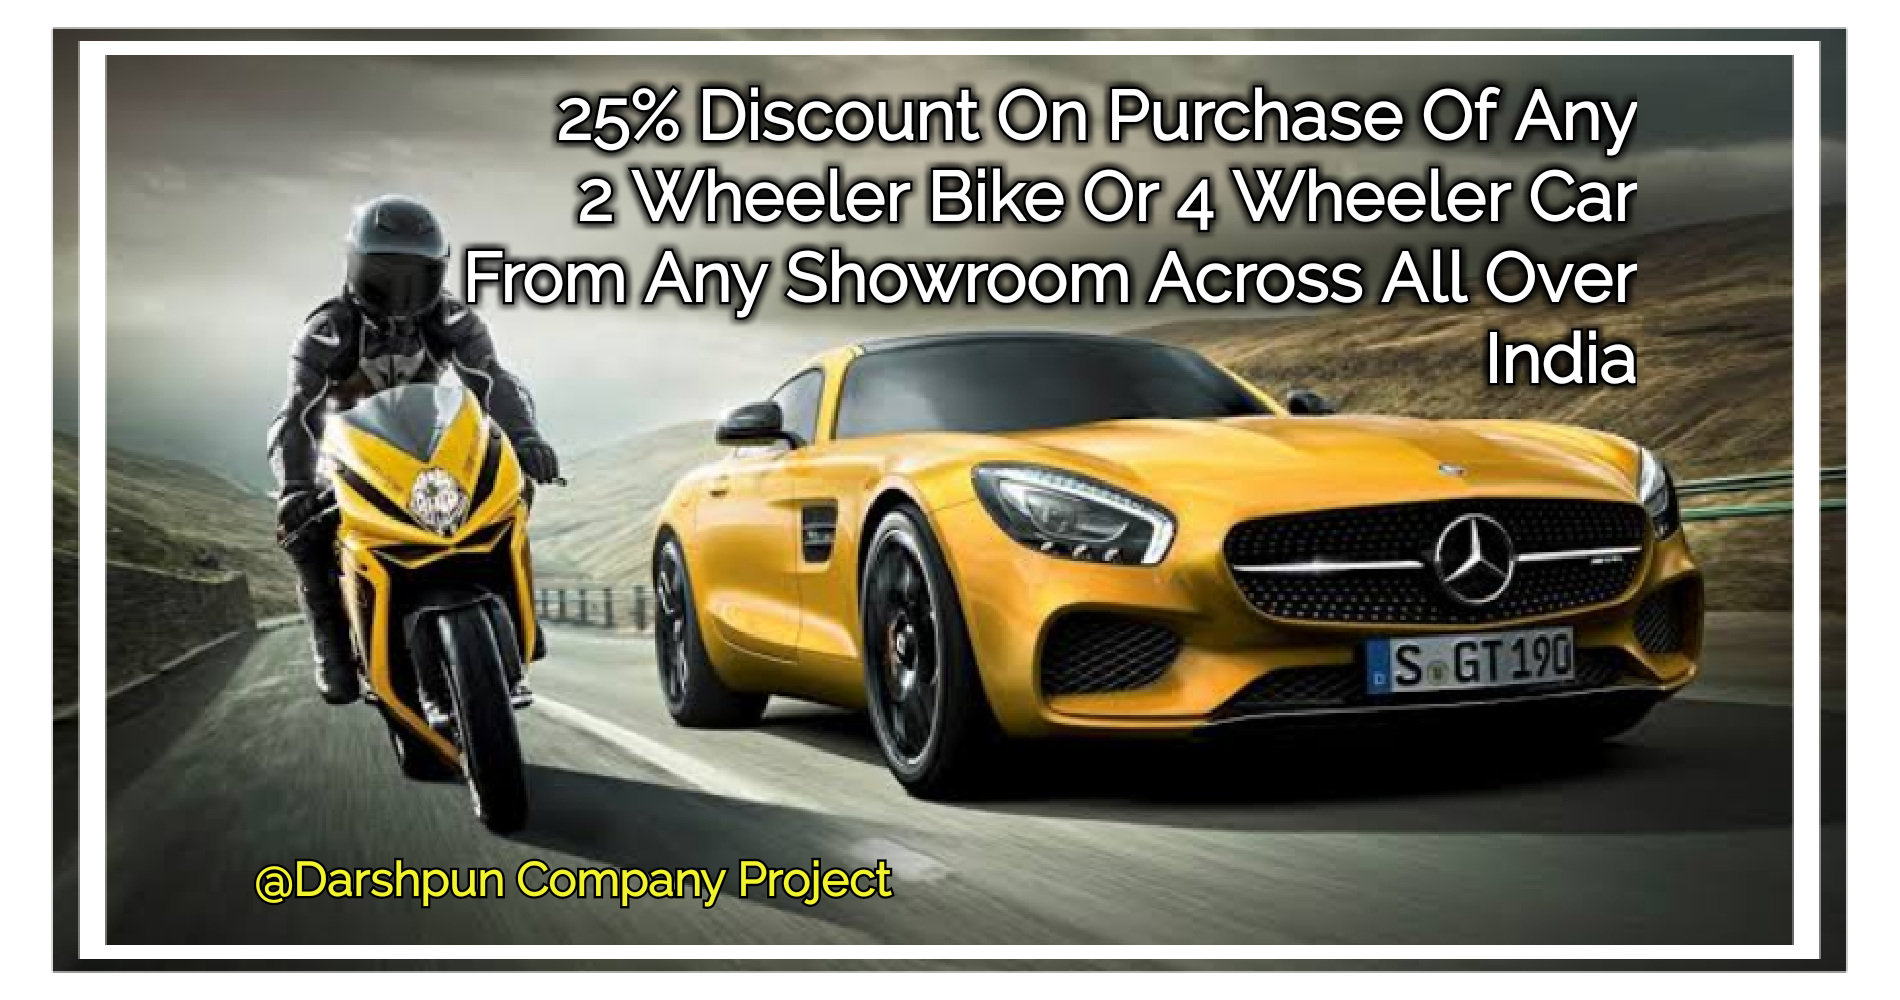 25% Discount On Purchase Of Any
2 Wheeler Bike Or 4 Wheeler Car
From Any Showroom Across All Over
India
S GT 190
D
@Darshpun Company Project